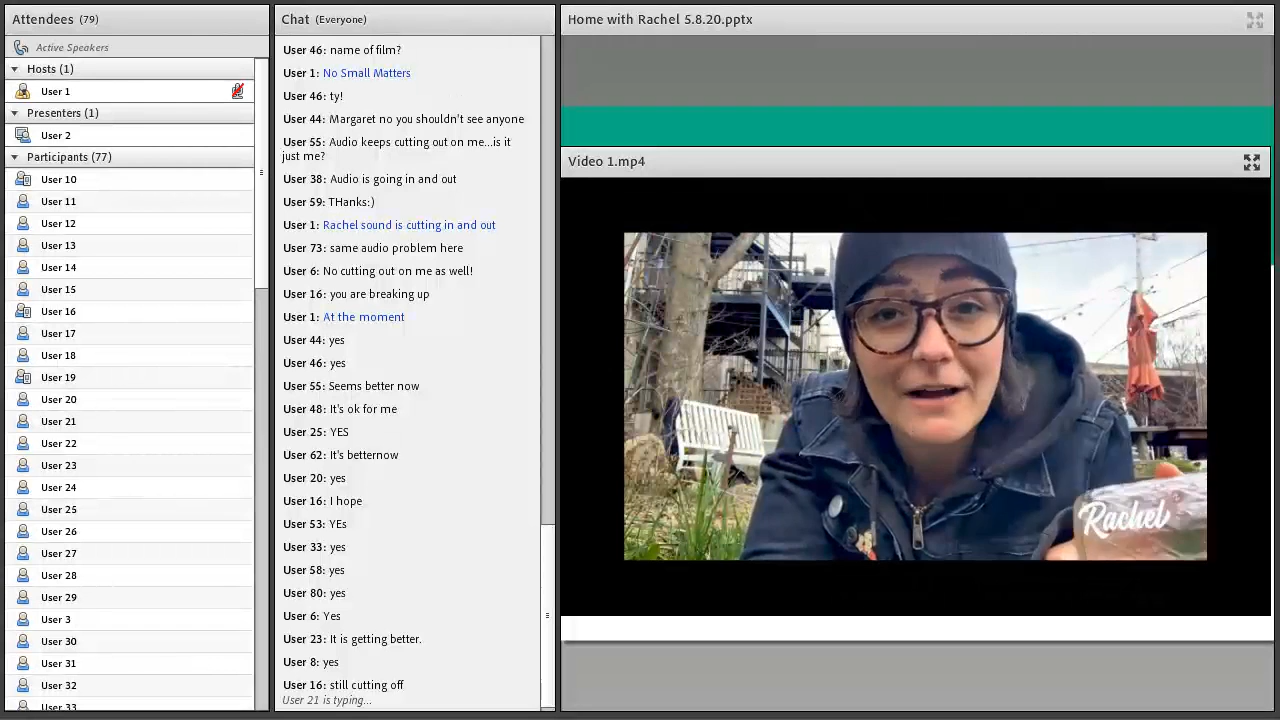 Attendees (79)
Active Speakers
Hosts (1)
User 1
Presenters (1)
User 2
Participants (77)
User 10
User 11
User 12
User 13
User 14
User 15
User 16
User 17
User 18
User 19
User 20
User 21
User 22
User 23
User 24
User 25
User 26
User 27
User 28
User 29
User 3
User 30
User 31
User 32
User 33
Chat (Everyone)
User 46: name of film?
User 1: No Small Matters
User 46: ty!
User 44: Margaret no you shouldn't see anyone
User 55: Audio keeps cutting out on me...is it
just me?
User 38: Audio is going in and out
User 59: THanks:)
User 1: Rachel sound is cutting in and out
User 73: same audio problem here
User 6: No cutting out on me as well!
User 16: you are breaking up
User 1: At the moment
User 44: yes
User 46: yes
User 55: Seems better now
User 48: It's ok for me
User 25: YES
User 62: It's betternow
User 20: yes
User 16: I hope
User 53: YEs
User 33: yes
User 58: yes
User 80: yes
User 6: Yes
User 23: It is getting better.
User 8: yes
User 16: still cutting off
User 21 is typing...
Home with Rachel 5.8.20.pptx
Video 1.mp4
Rachel